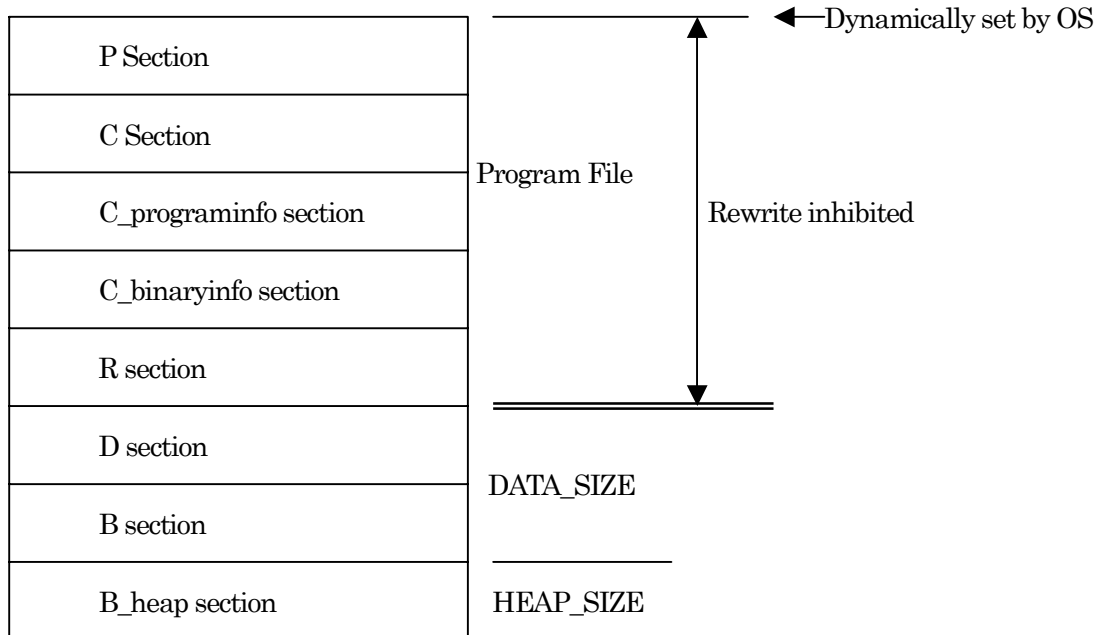 Dynamically set by OS
P Section
C Section
Program File
C_programinfo section
Rewrite inhibited
C_binaryinfo section
R section
D section
DATA_SIZE
B section
B_heap section
HEAP_SIZE